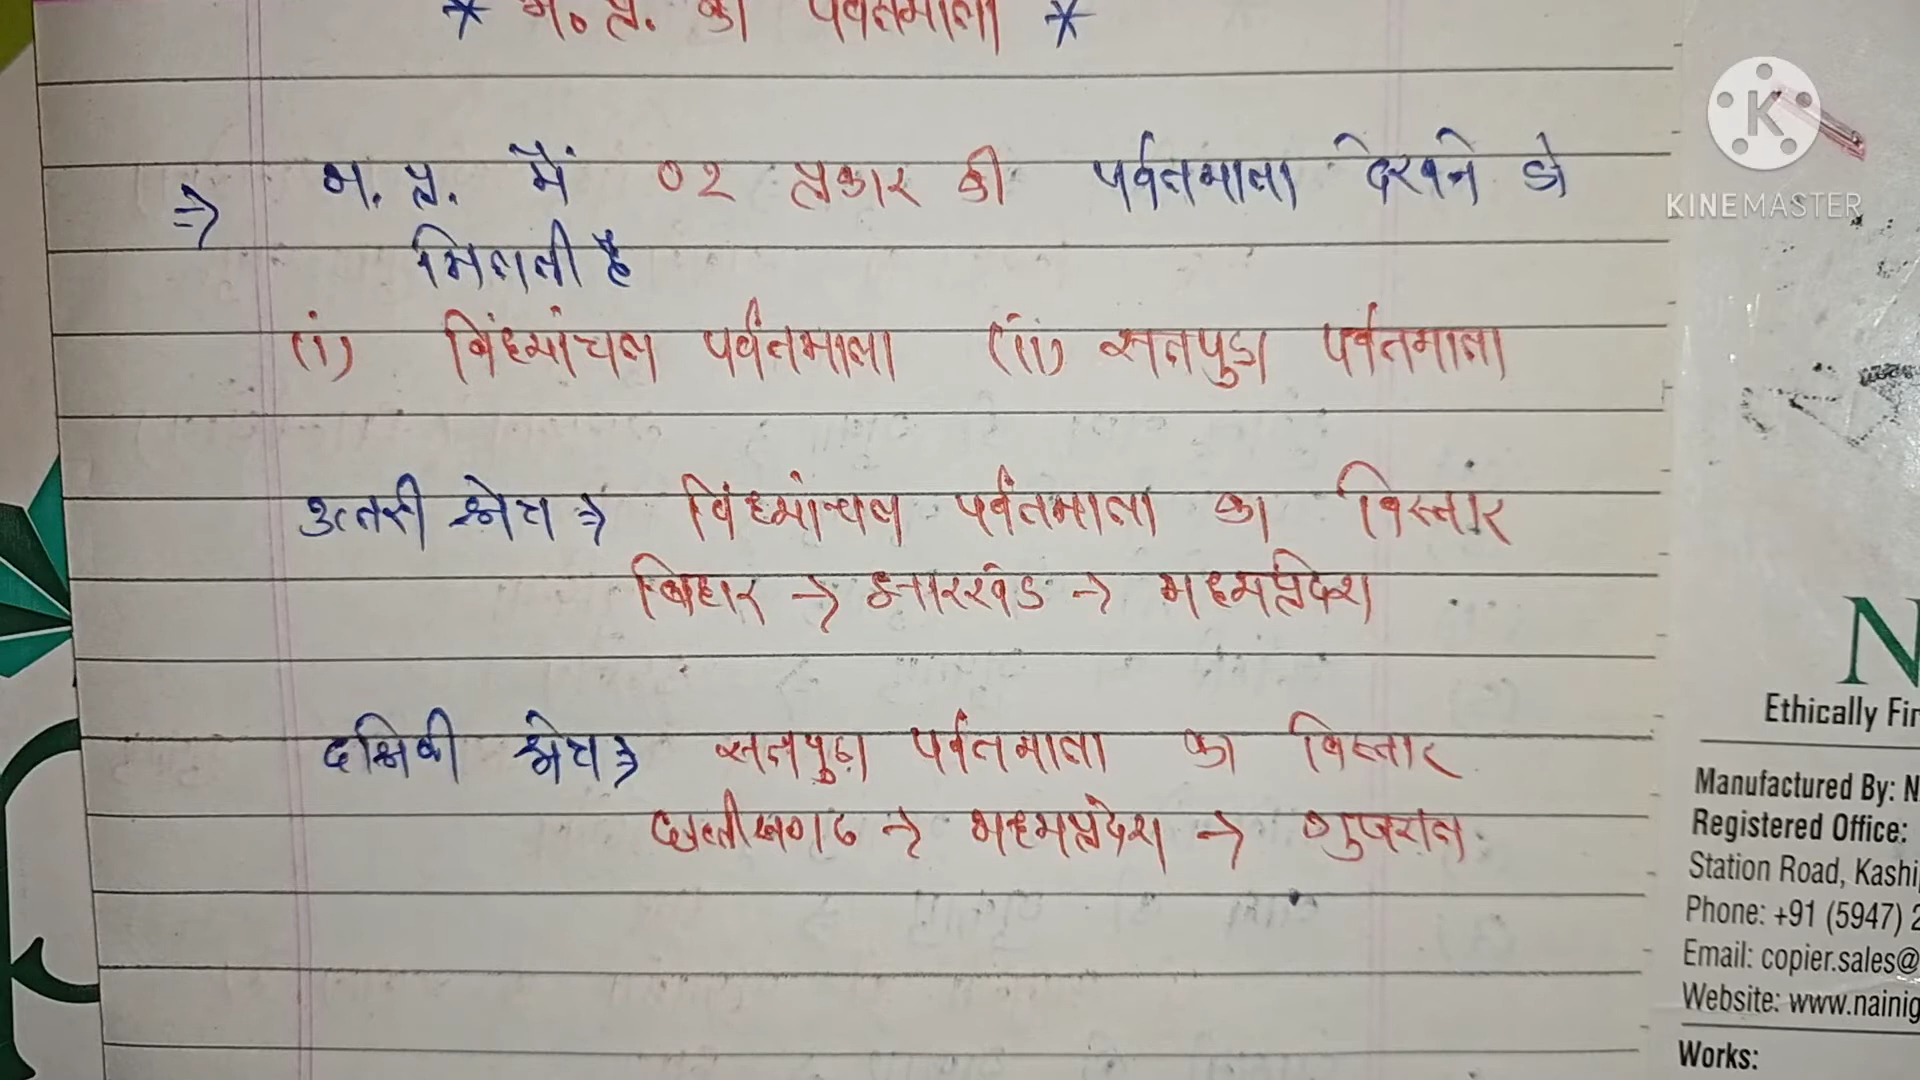 * म.प्र. की पर्वतमाला *
K
KINEMASTER
⇒ म.प्र. में 02 प्रकार की पर्वतमाला देखने को
मिलती है
(i) विंध्यांचल पर्वतमाला (ii) सतपुड़ा पर्वतमाला
उत्तरी क्षेत्र ⇒ विंध्यांचल पर्वतमाला का विस्तार
बिहार → झारखंड → मध्यप्रदेश
दक्षिणी क्षेत्र ⇒ सतपुड़ा पर्वतमाला का विस्तार
छत्तीसगढ → मध्यप्रदेश → गुजरात
N
Ethically
Manufactured By: N
Registered Office:
Station Road,
Phone: +91 (5947) 2
Email: copier.sales@
Website: www.nainig
Works: